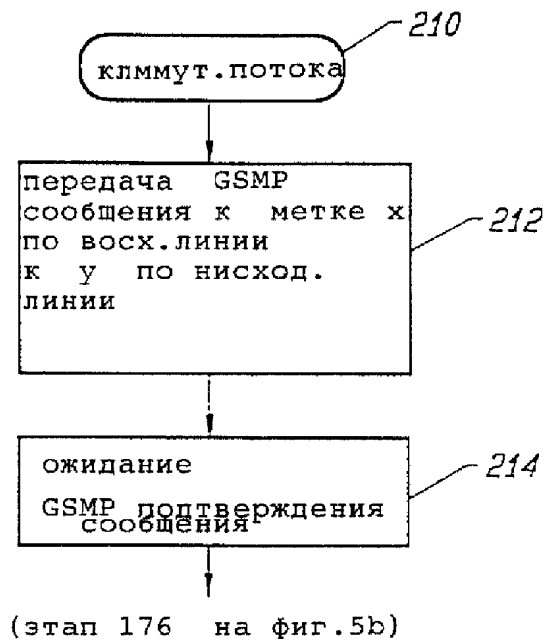 210
клммут.потока
передача GSMP
сообщения к метке x
по восх.линии
к y по нисход.
линии
212
ожидание
GSMP подтверждения
сообщения
214
(этап 176 на фиг.5b)